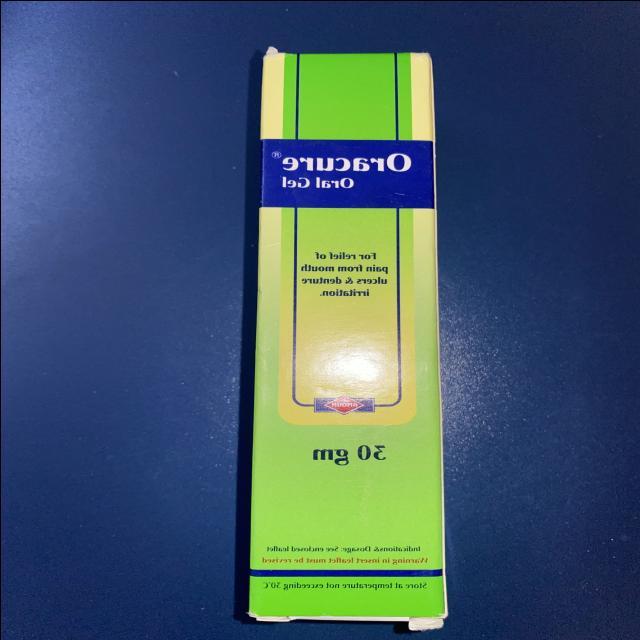 Oracure®
Oral Gel
For relief of
pain from mouth
ulcers & denture
irritation.
AMOUN
30 gm
Indications& Dosage: See enclosed leaflet
Warning in insert leaflet must be revised
Store at temperature not exceeding 30°C